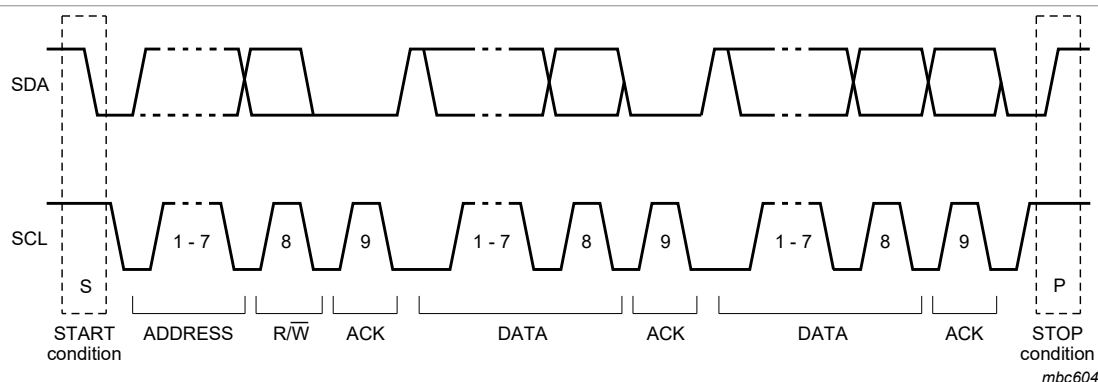 SDA
SCL
1 - 7 8 9 1 - 7 8 9 1 - 7 8 9
S P
START ADDRESS R/W̅ ACK DATA ACK DATA ACK STOP
condition condition
mbc604